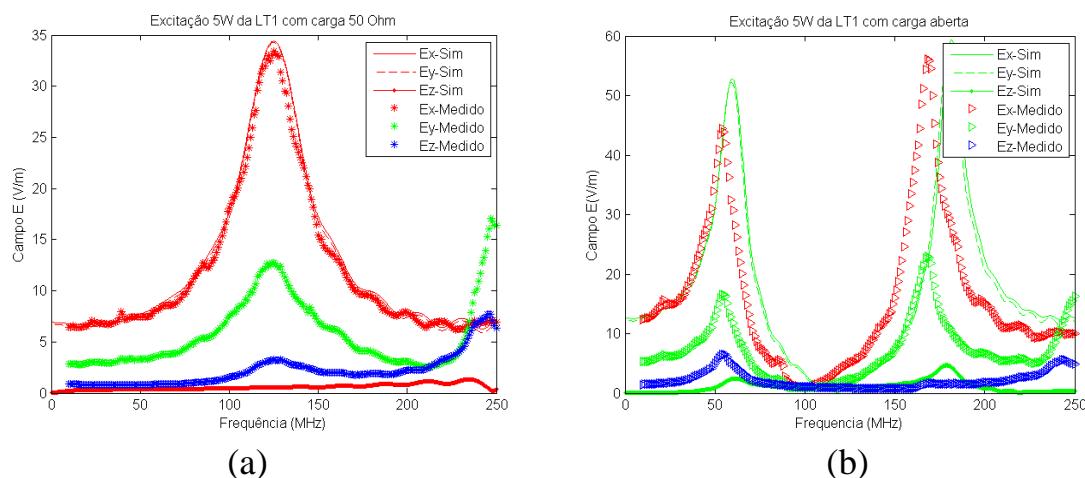 Excitação 5W da LT1 com carga 50 Ohm
35
30
25
20
15
10
5
0
Campo E (V/m)
Ex-Sim
Ey-Sim
Ez-Sim
Ex-Medido
Ey-Medido
Ez-Medido
0 50 100 150 200 250
Frequência (MHz)
(a)
Excitação 5W da LT1 com carga aberta
60
50
40
30
20
10
0
Campo E(V/m)
Ex-Sim
Ey-Sim
Ez-Sim
Ex-Medido
Ey-Medido
Ez-Medido
0 50 100 150 200 250
Frequencia (MHz)
(b)